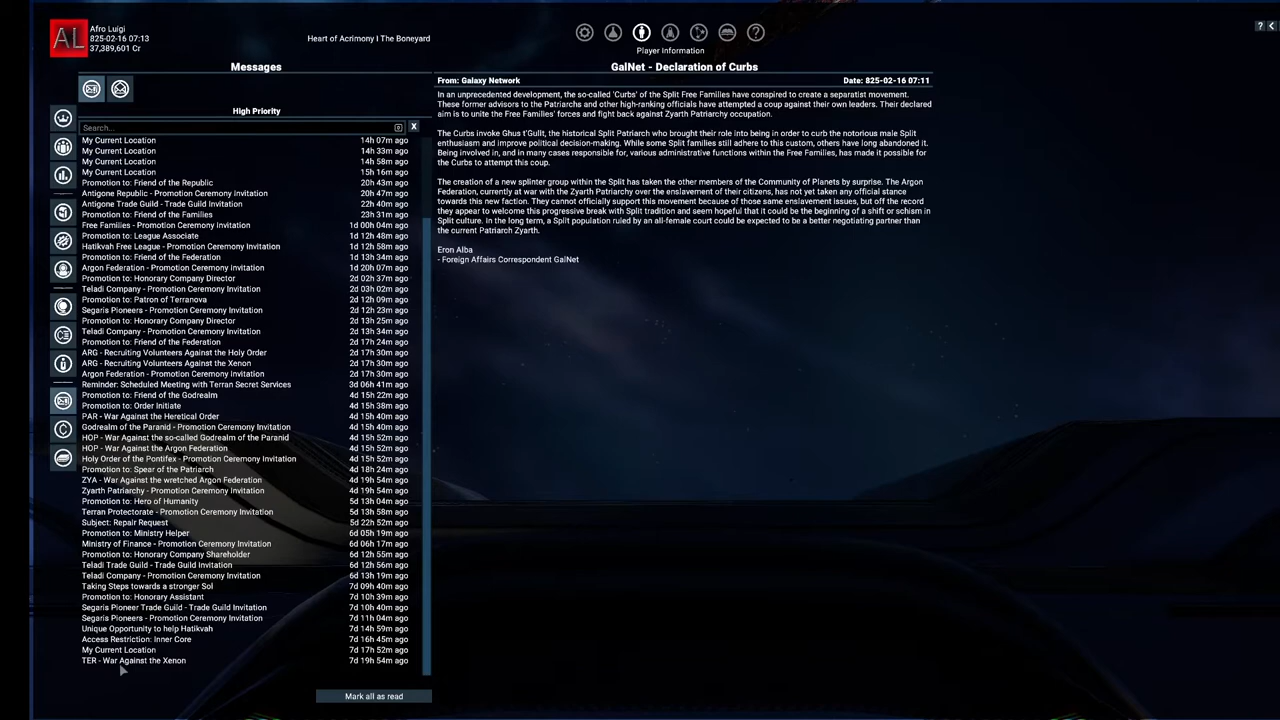 AL
Afro Luigi
825-02-16 07:13
37,389,601 Cr
Heart of Acrimony I The Boneyard
?
? <
Player Information
Messages
High Priority
Search...
X
My Current Location 14h 07m ago
My Current Location 14h 33m ago
My Current Location 14h 58m ago
My Current Location 15h 16m ago
Promotion to: Friend of the Republic 20h 43m ago
Antigone Republic - Promotion Ceremony Invitation 20h 47m ago
Antigone Trade Guild - Trade Guild Invitation 22h 40m ago
Promotion to: Friend of the Families 23h 31m ago
Free Families - Promotion Ceremony Invitation 1d 00h 04m ago
Promotion to: League Associate 1d 12h 48m ago
Hatikvah Free League - Promotion Ceremony Invitation 1d 12h 58m ago
Promotion to: Friend of the Federation 1d 13h 34m ago
Argon Federation - Promotion Ceremony Invitation 1d 20h 07m ago
Promotion to: Honorary Company Director 2d 02h 37m ago
Teladi Company - Promotion Ceremony Invitation 2d 03h 02m ago
Promotion to: Patron of Terranova 2d 12h 09m ago
Segaris Pioneers - Promotion Ceremony Invitation 2d 12h 23m ago
Promotion to: Honorary Company Director 2d 13h 25m ago
Teladi Company - Promotion Ceremony Invitation 2d 13h 34m ago
Promotion to: Friend of the Federation 2d 17h 24m ago
ARG - Recruiting Volunteers Against the Holy Order 2d 17h 30m ago
ARG - Recruiting Volunteers Against the Xenon 2d 17h 30m ago
Argon Federation - Promotion Ceremony Invitation 2d 17h 30m ago
Reminder: Scheduled Meeting with Terran Secret Services 3d 06h 41m ago
Promotion to: Friend of the Godrealm 4d 15h 22m ago
Promotion to: Order Initiate 4d 15h 38m ago
PAR - War Against the Heretical Order 4d 15h 40m ago
Godrealm of the Paranid - Promotion Ceremony Invitation 4d 15h 40m ago
HOP - War Against the so-called Godrealm of the Paranid 4d 15h 52m ago
HOP - War Against the Argon Federation 4d 15h 52m ago
Holy Order of the Pontifex - Promotion Ceremony Invitation 4d 15h 52m ago
Promotion to: Spear of the Patriarch 4d 18h 24m ago
ZYA - War Against the wretched Argon Federation 4d 19h 54m ago
Zyarth Patriarchy - Promotion Ceremony Invitation 4d 19h 54m ago
Promotion to: Hero of Humanity 5d 13h 04m ago
Terran Protectorate - Promotion Ceremony Invitation 5d 13h 58m ago
Subject: Repair Request 5d 22h 52m ago
Promotion to: Ministry Helper 6d 05h 19m ago
Ministry of Finance - Promotion Ceremony Invitation 6d 06h 17m ago
Promotion to: Honorary Company Shareholder 6d 12h 55m ago
Teladi Trade Guild - Trade Guild Invitation 6d 12h 56m ago
Teladi Company - Promotion Ceremony Invitation 6d 13h 19m ago
Taking Steps towards a stronger Sol 7d 09h 40m ago
Promotion to: Honorary Assistant 7d 10h 39m ago
Segaris Pioneer Trade Guild - Trade Guild Invitation 7d 10h 40m ago
Segaris Pioneers - Promotion Ceremony Invitation 7d 11h 04m ago
Unique Opportunity to help Hatikvah 7d 14h 59m ago
Access Restriction: Inner Core 7d 16h 45m ago
My Current Location 7d 17h 52m ago
TER - War Against the Xenon 7d 19h 54m ago
Mark all as read
GalNet - Declaration of Curbs
From: Galaxy Network Date: 825-02-16 07:11
In an unprecedented development, the so-called 'Curbs' of the Split Free Families have conspired to create a separatist movement.
These former advisors to the Patriarchs and other high-ranking officials have attempted a coup against their own leaders. Their declared
aim is to unite the Free Families' forces and fight back against Zyarth Patriarchy occupation.
The Curbs invoke Ghus t'Gulit, the historical Split Patriarch who brought their role into being in order to curb the notorious male Split
enthusiasm and improve political decision-making. While some Split families still adhere to this custom, others have long abandoned it.
Being involved in, and in many cases responsible for, various administrative functions within the Free Families, has made it possible for
the Curbs to attempt this coup.
The creation of a new splinter group within the Split has taken the other members of the Community of Planets by surprise. The Argon
Federation, currently at war with the Zyarth Patriarchy over the enslavement of their citizens, has not yet taken any official stance
towards this new faction. They cannot officially support this movement because of those same enslavement issues, but off the record
they appear to welcome this progressive break with Split tradition and seem hopeful that it could be the beginning of a shift or schism in
Split culture. In the long term, a Split population ruled by an all-female court could be expected to be a better negotiating partner than
the current Patriarch Zyarth.
Eron Alba
- Foreign Affairs Correspondent GalNet